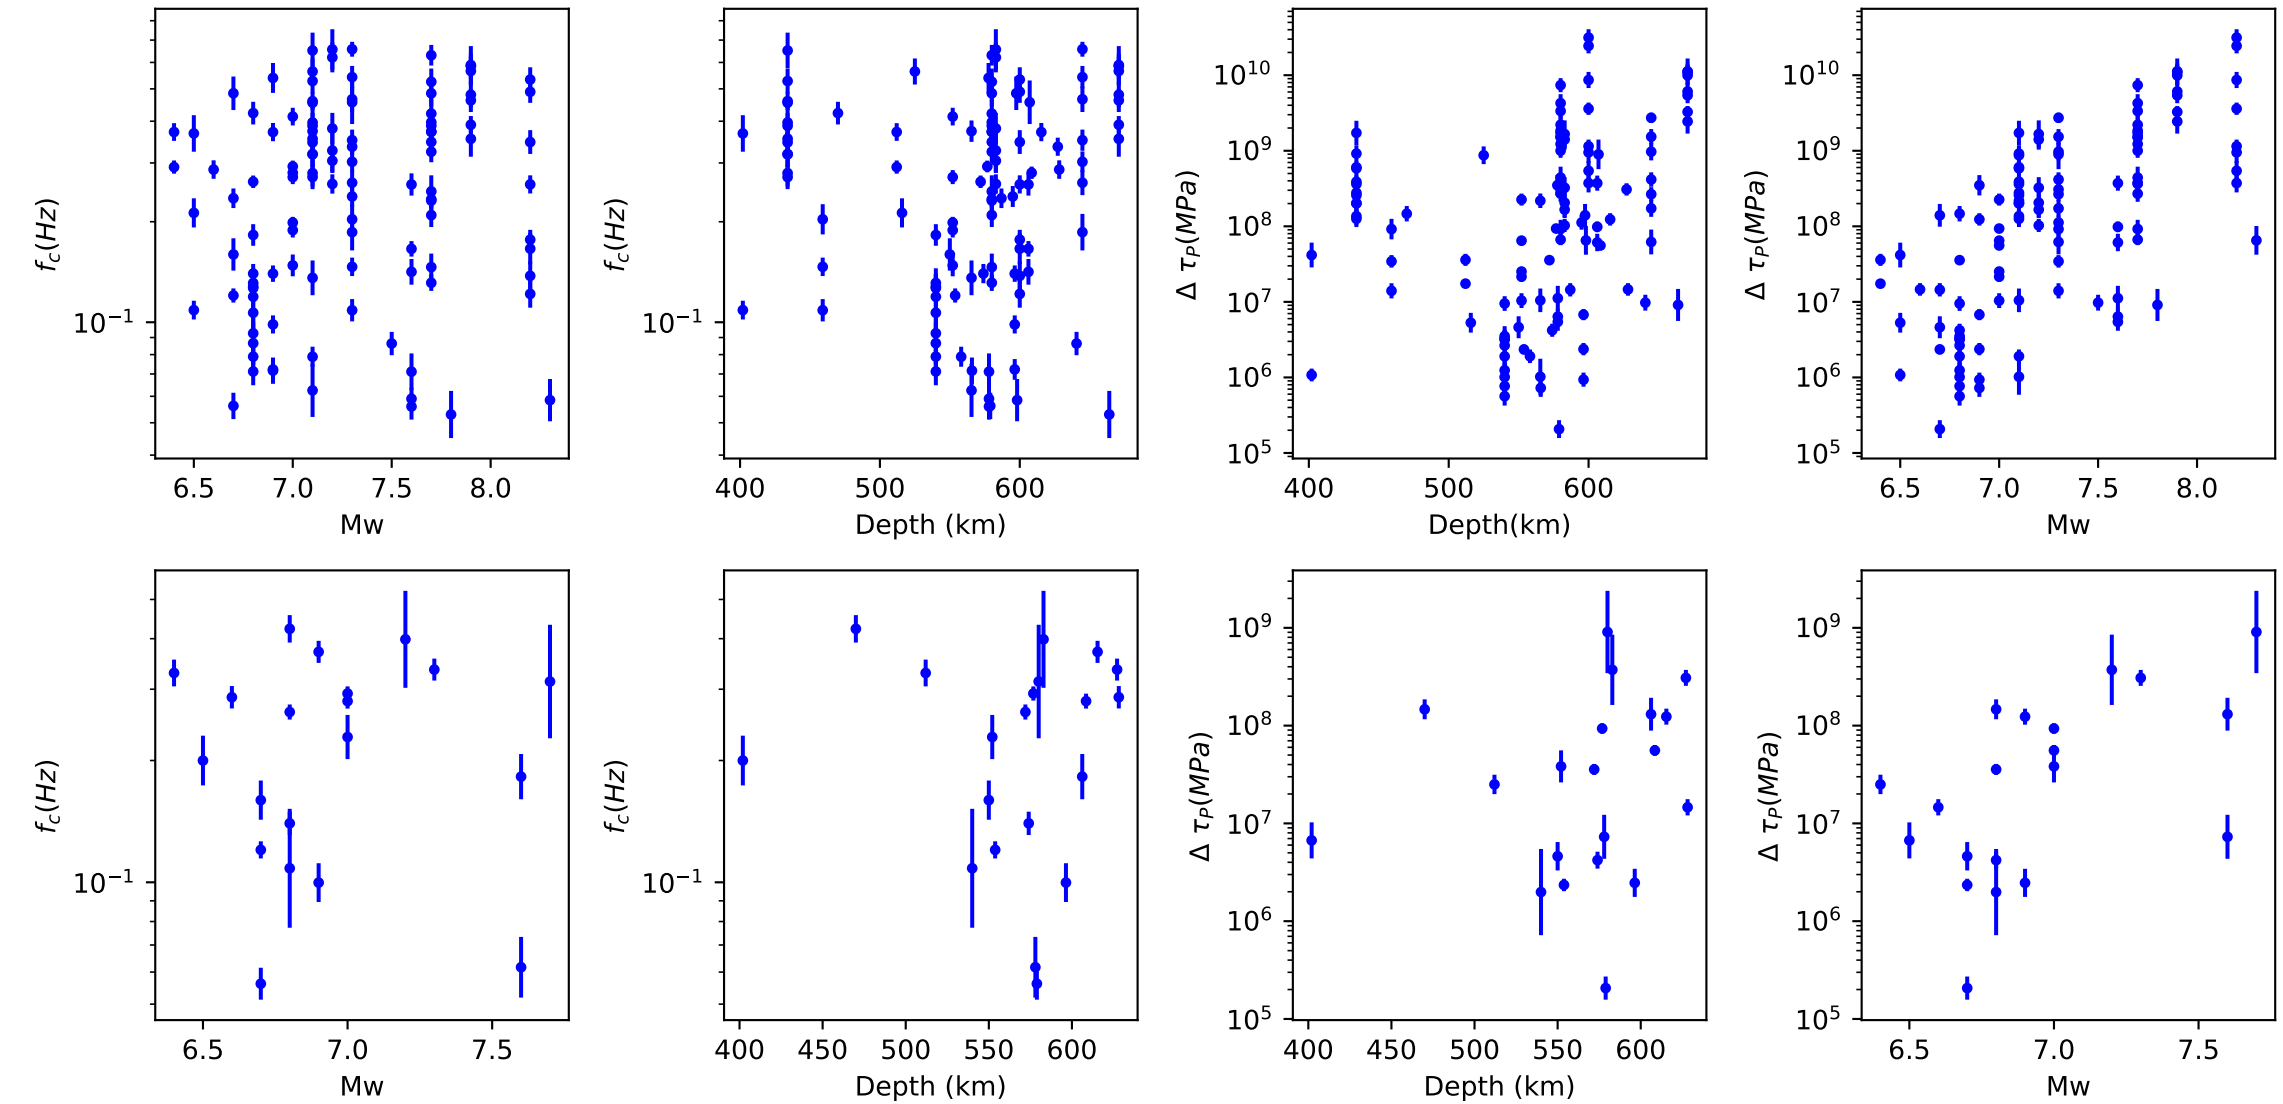 f_c(Hz)
10^{-1}
6.5 7.0 7.5 8.0
Mw
f_c(Hz)
10^{-1}
400 500 600
Depth (km)
Δ τ_P(MPa)
10^{10}
10^9
10^8
10^7
10^6
10^5
400 500 600
Depth(km)
Δ τ_P(MPa)
10^{10}
10^9
10^8
10^7
10^6
10^5
6.5 7.0 7.5 8.0
Mw
f_c(Hz)
10^{-1}
6.5 7.0 7.5
Mw
f_c(Hz)
10^{-1}
400 450 500 550 600
Depth (km)
Δ τ_P(MPa)
10^9
10^8
10^7
10^6
10^5
400 450 500 550 600
Depth (km)
Δ τ_P(MPa)
10^9
10^8
10^7
10^6
10^5
6.5 7.0 7.5
Mw